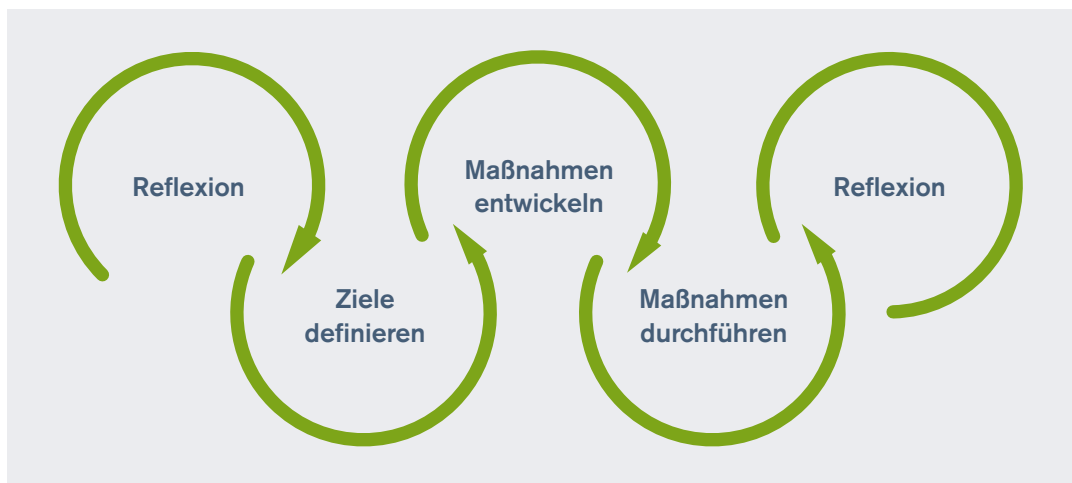 Reflexion
Ziele
definieren
Maßnahmen
entwickeln
Maßnahmen
durchführen
Reflexion